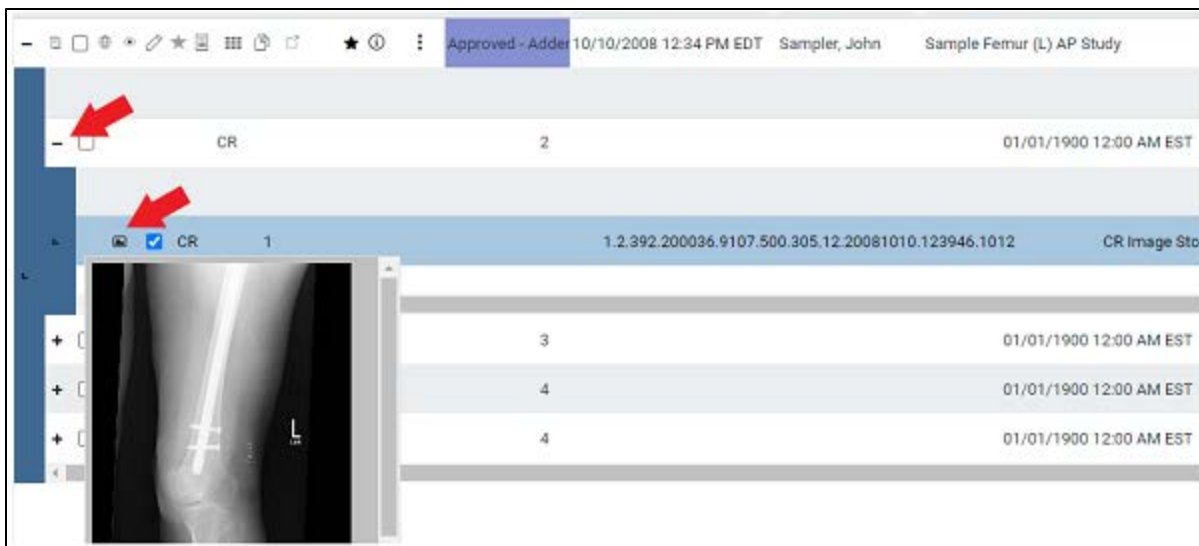 Approved - Adder 10/10/2008 12:34 PM EDT Sampler, John Sample Femur (L) AP Study
CR 2 01/01/1900 12:00 AM EST
CR 1 1.2.392.200036.9107.500.305.12.20081010.123946.1012 CR Image Sto
L
3 01/01/1900 12:00 AM EST
4 01/01/1900 12:00 AM EST
4 01/01/1900 12:00 AM EST